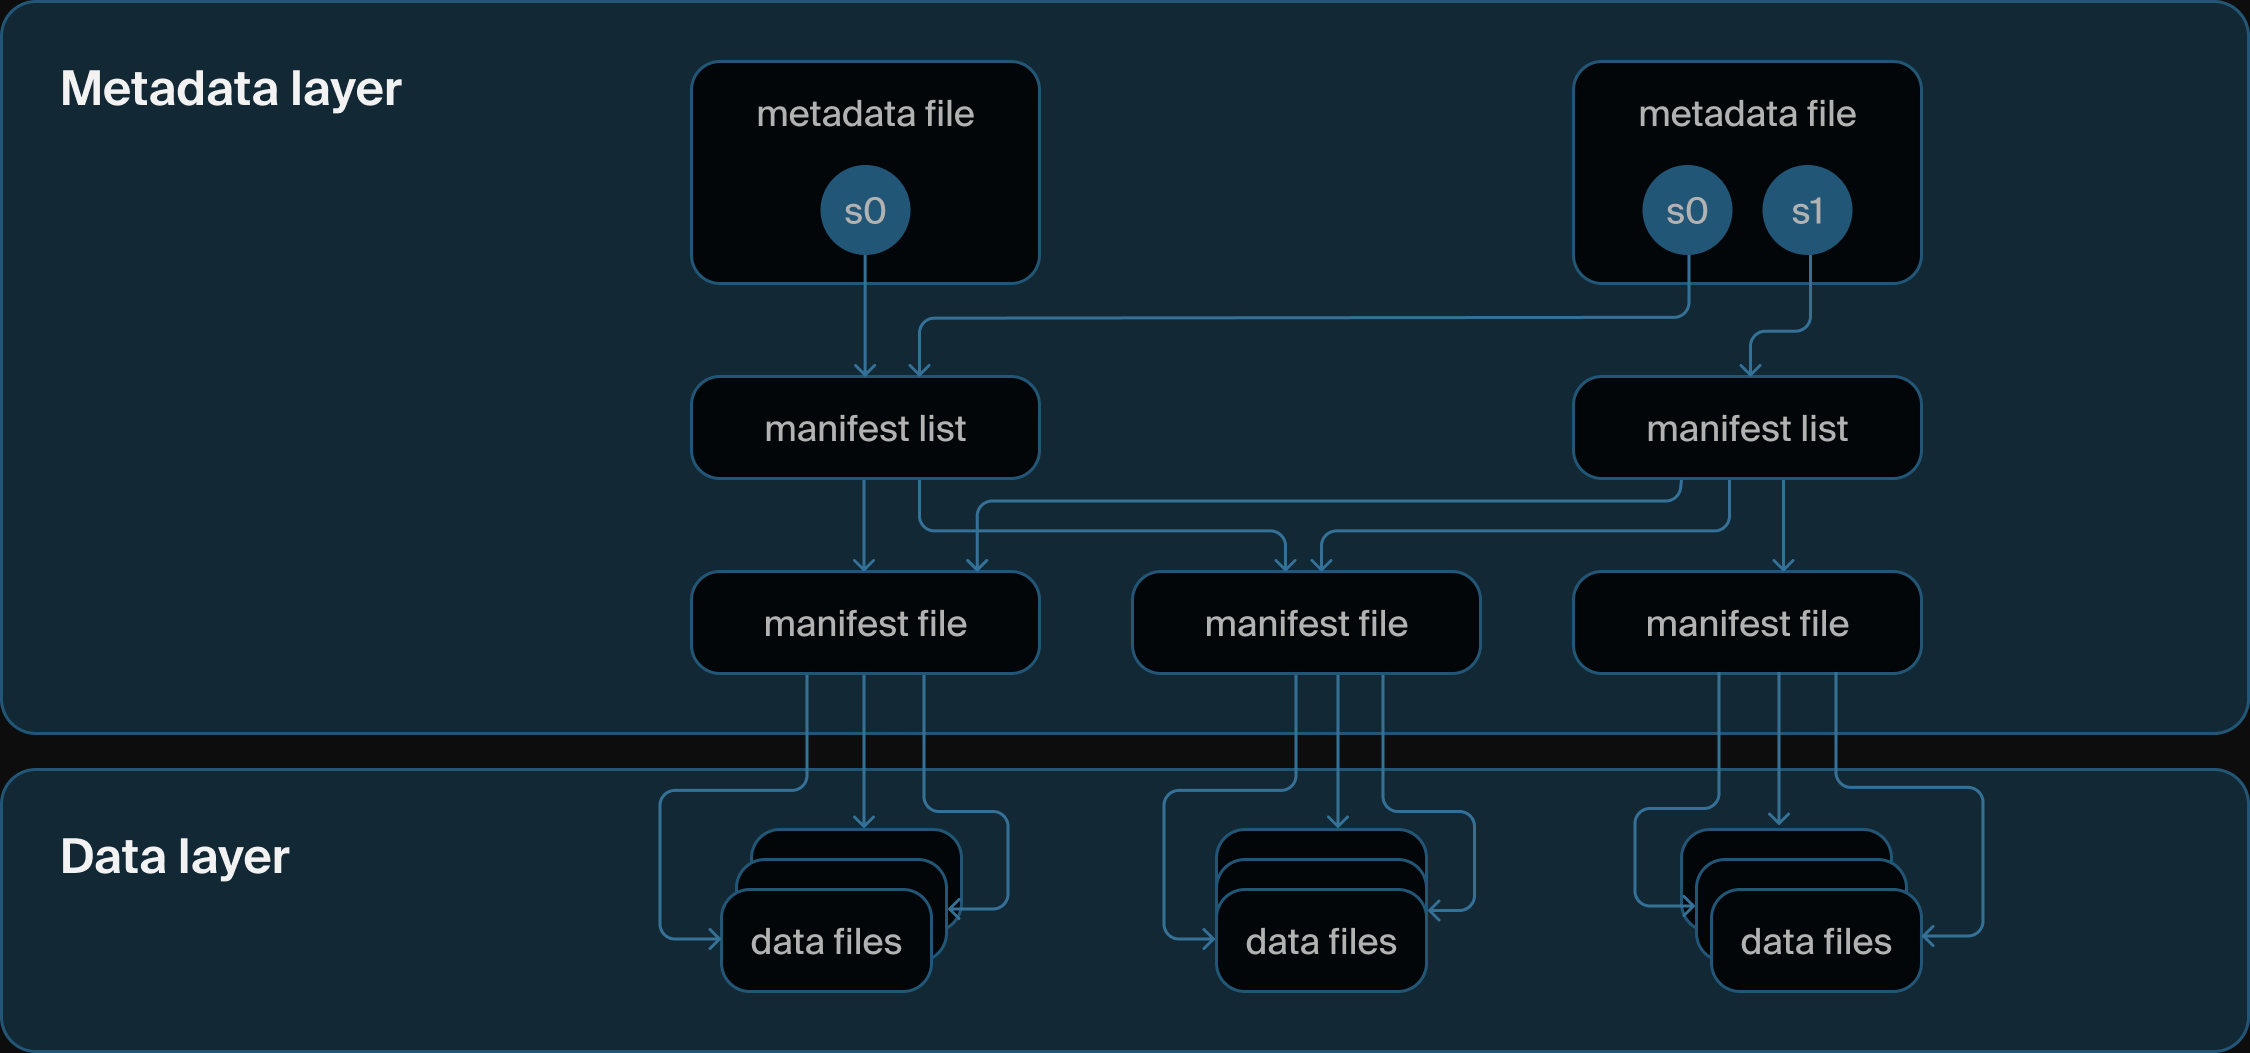 Metadata layer
metadata file
metadata file
s0
s0
s1
manifest list
manifest list
manifest file
manifest file
manifest file
Data layer
data files
data files
data files